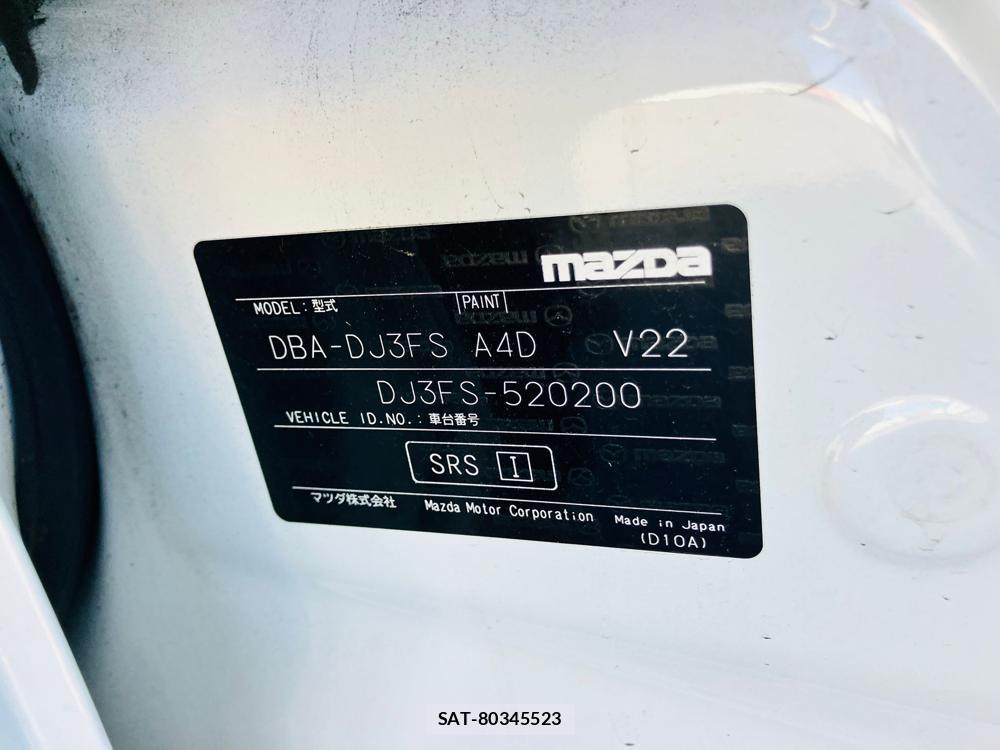 mazda
MODEL: 型式 PAINT
DBA-DJ3FS A4D V22
DJ3FS-520200
VEHICLE ID.NO.: 車台番号
SRS I
マツダ株式会社 Mazda Motor Corporation Made in Japan
(D10A)
SAT-80345523